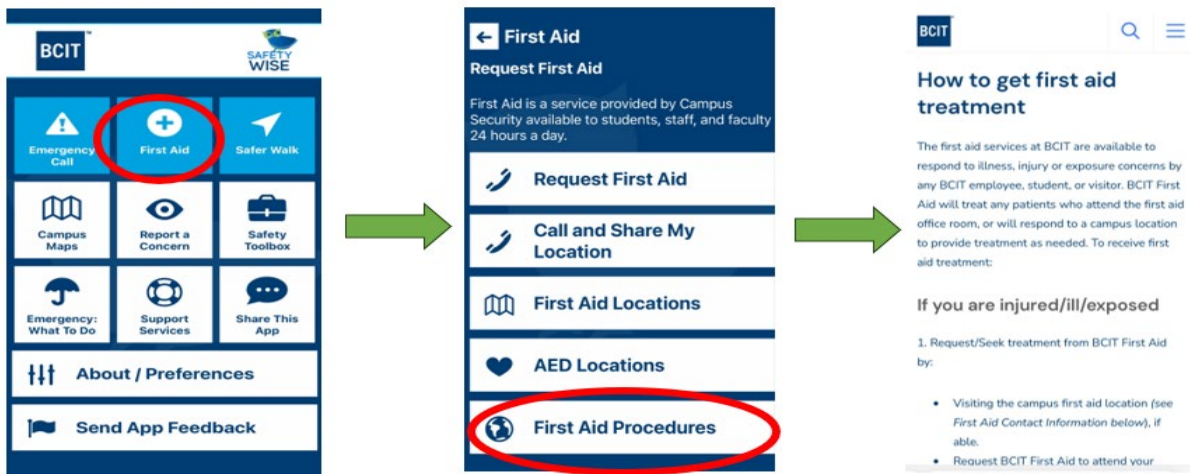 BCIT
SAFETY
WISE
Emergency
Call
First Aid
Safer Walk
Campus
Maps
Report a
Concern
Safety
Toolbox
Emergency:
What To Do
Support
Services
Share This
App
About / Preferences
Send App Feedback
First Aid
Request First Aid
First Aid is a service provided by Campus
Security available to students, staff, and faculty
24 hours a day.
Request First Aid
Call and Share My
Location
First Aid Locations
AED Locations
First Aid Procedures
BCIT
How to get first aid
treatment
The first aid services at BCIT are available to
respond to illness, injury or exposure concerns by
any BCIT employee, student, or visitor. BCIT First
Aid will treat any patients who attend the first aid
office room, or will respond to a campus location
to provide treatment as needed. To receive first
aid treatment:
If you are injured/ill/exposed
1. Request/Seek treatment from BCIT First Aid
by:
• Visiting the campus first aid location (see
First Aid Contact Information below), if
able.
• Request BCIT First Aid to attend your